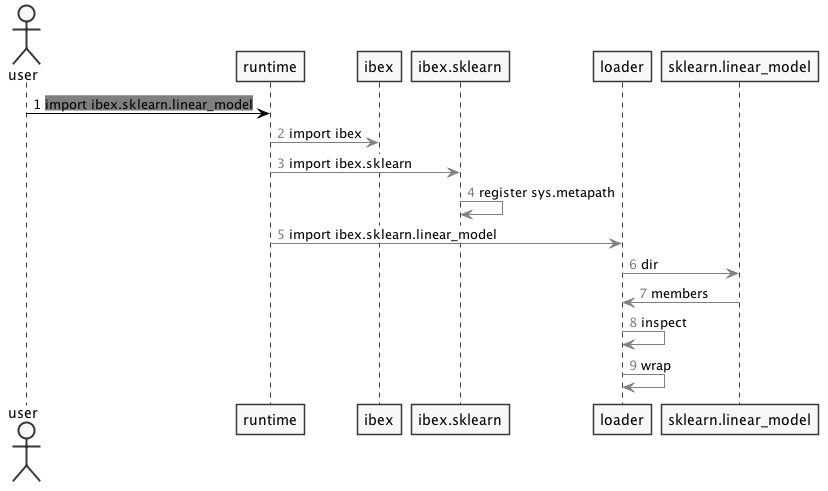 user
runtime
ibex
ibex.sklearn
loader
sklearn.linear_model
1 import ibex.sklearn.linear_model
2 import ibex
3 import ibex.sklearn
4 register sys.metapath
5 import ibex.sklearn.linear_model
6 dir
7 members
8 inspect
9 wrap
user
runtime
ibex
ibex.sklearn
loader
sklearn.linear_model